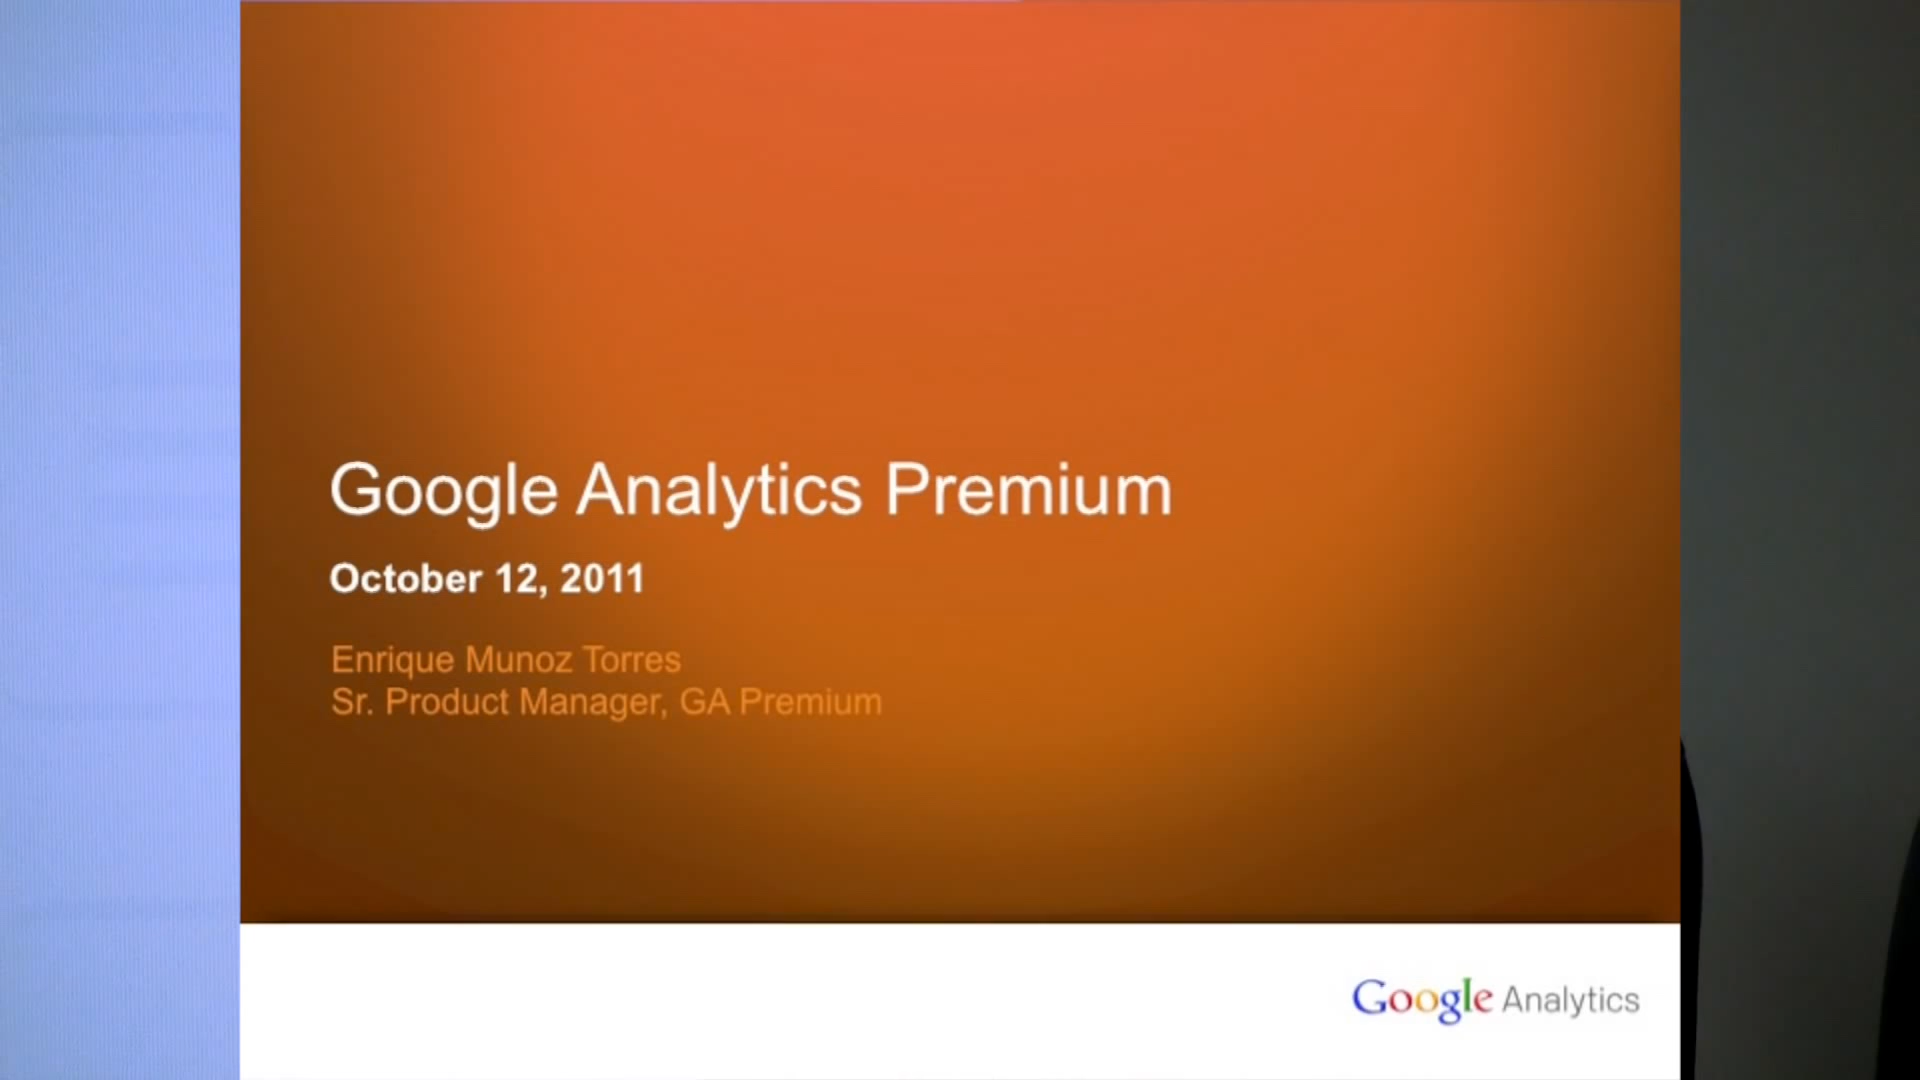 Google Analytics Premium
October 12, 2011
Enrique Munoz Torres
Sr. Product Manager, GA Premium
Google Analytics